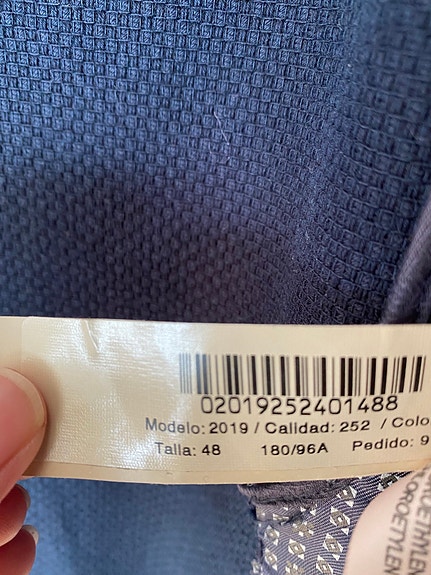 02019252401488
Modelo: 2019 / Calidad: 252 / Colo
Talla: 48 180/96A Pedido: 9